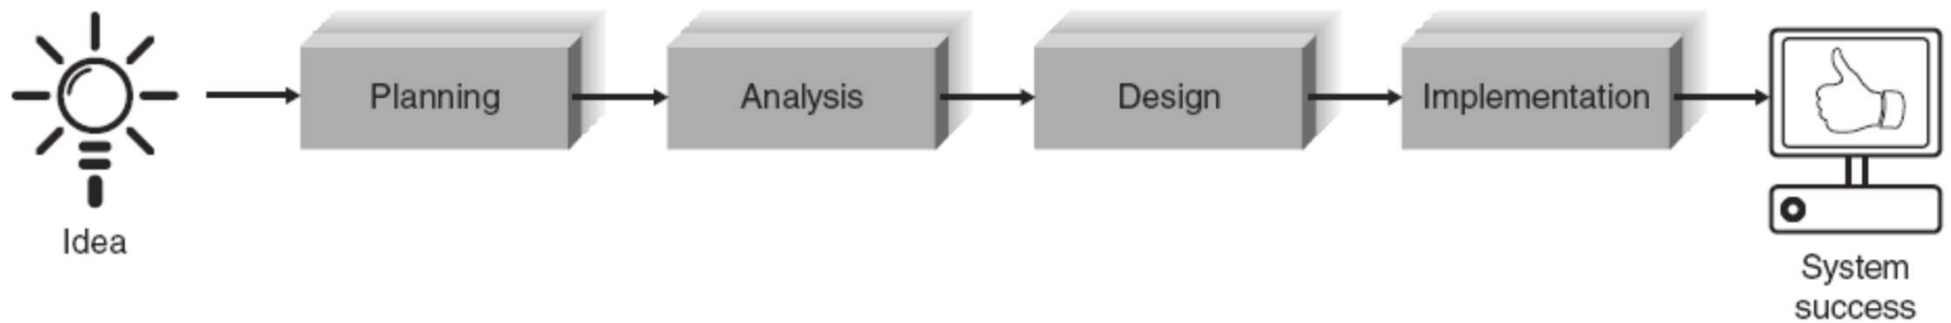 Planning
Analysis
Design
Implementation
Idea
System
success